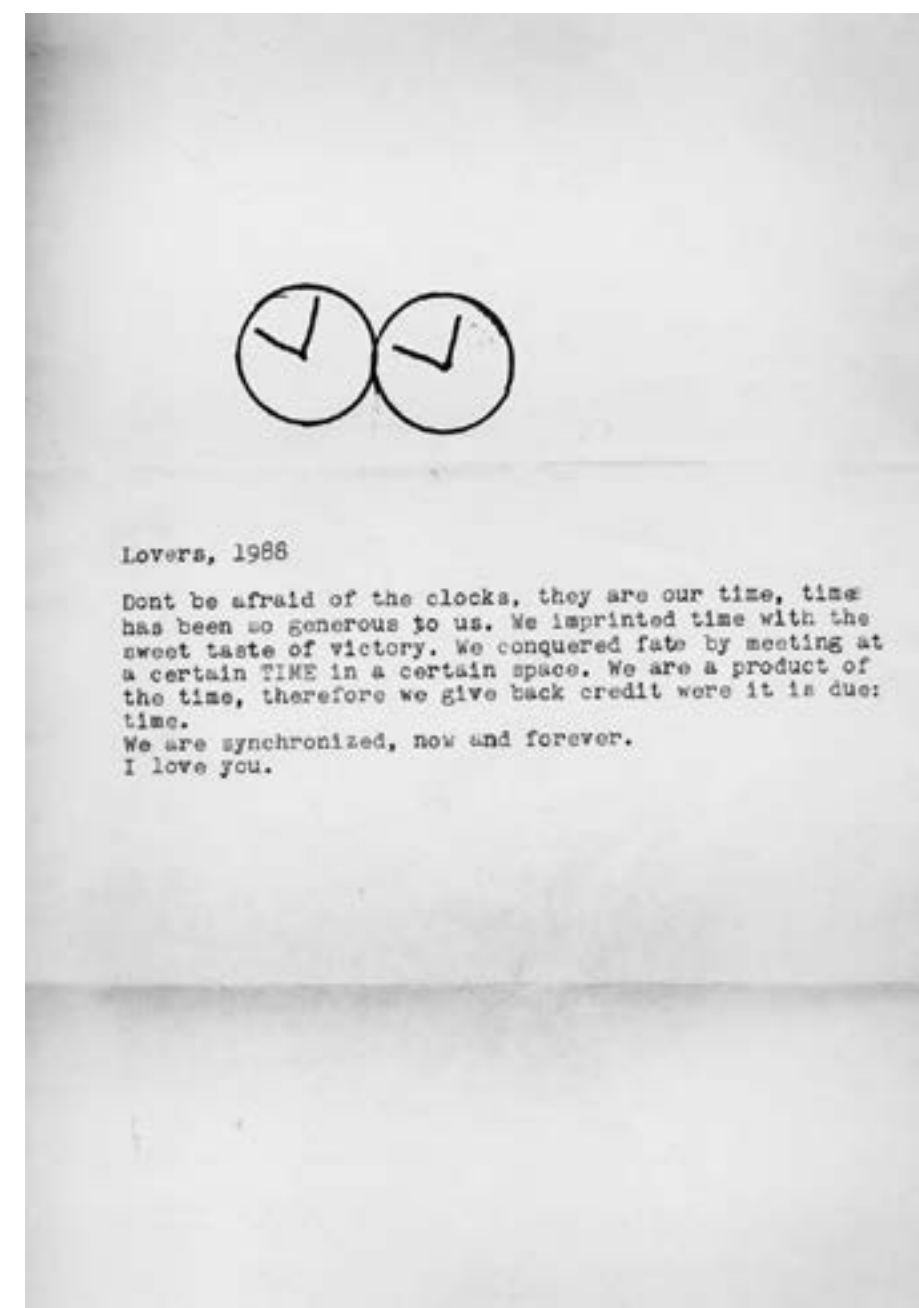 Lovers, 1988
Dont be afraid of the clocks, they are our time, time
has been so generous to us. We imprinted time with the
sweet taste of victory. We conquered fate by meeting at
a certain TIME in a certain space. We are a product of
the time, therefore we give back credit were it is due:
time.
We are synchronized, now and forever.
I love you.